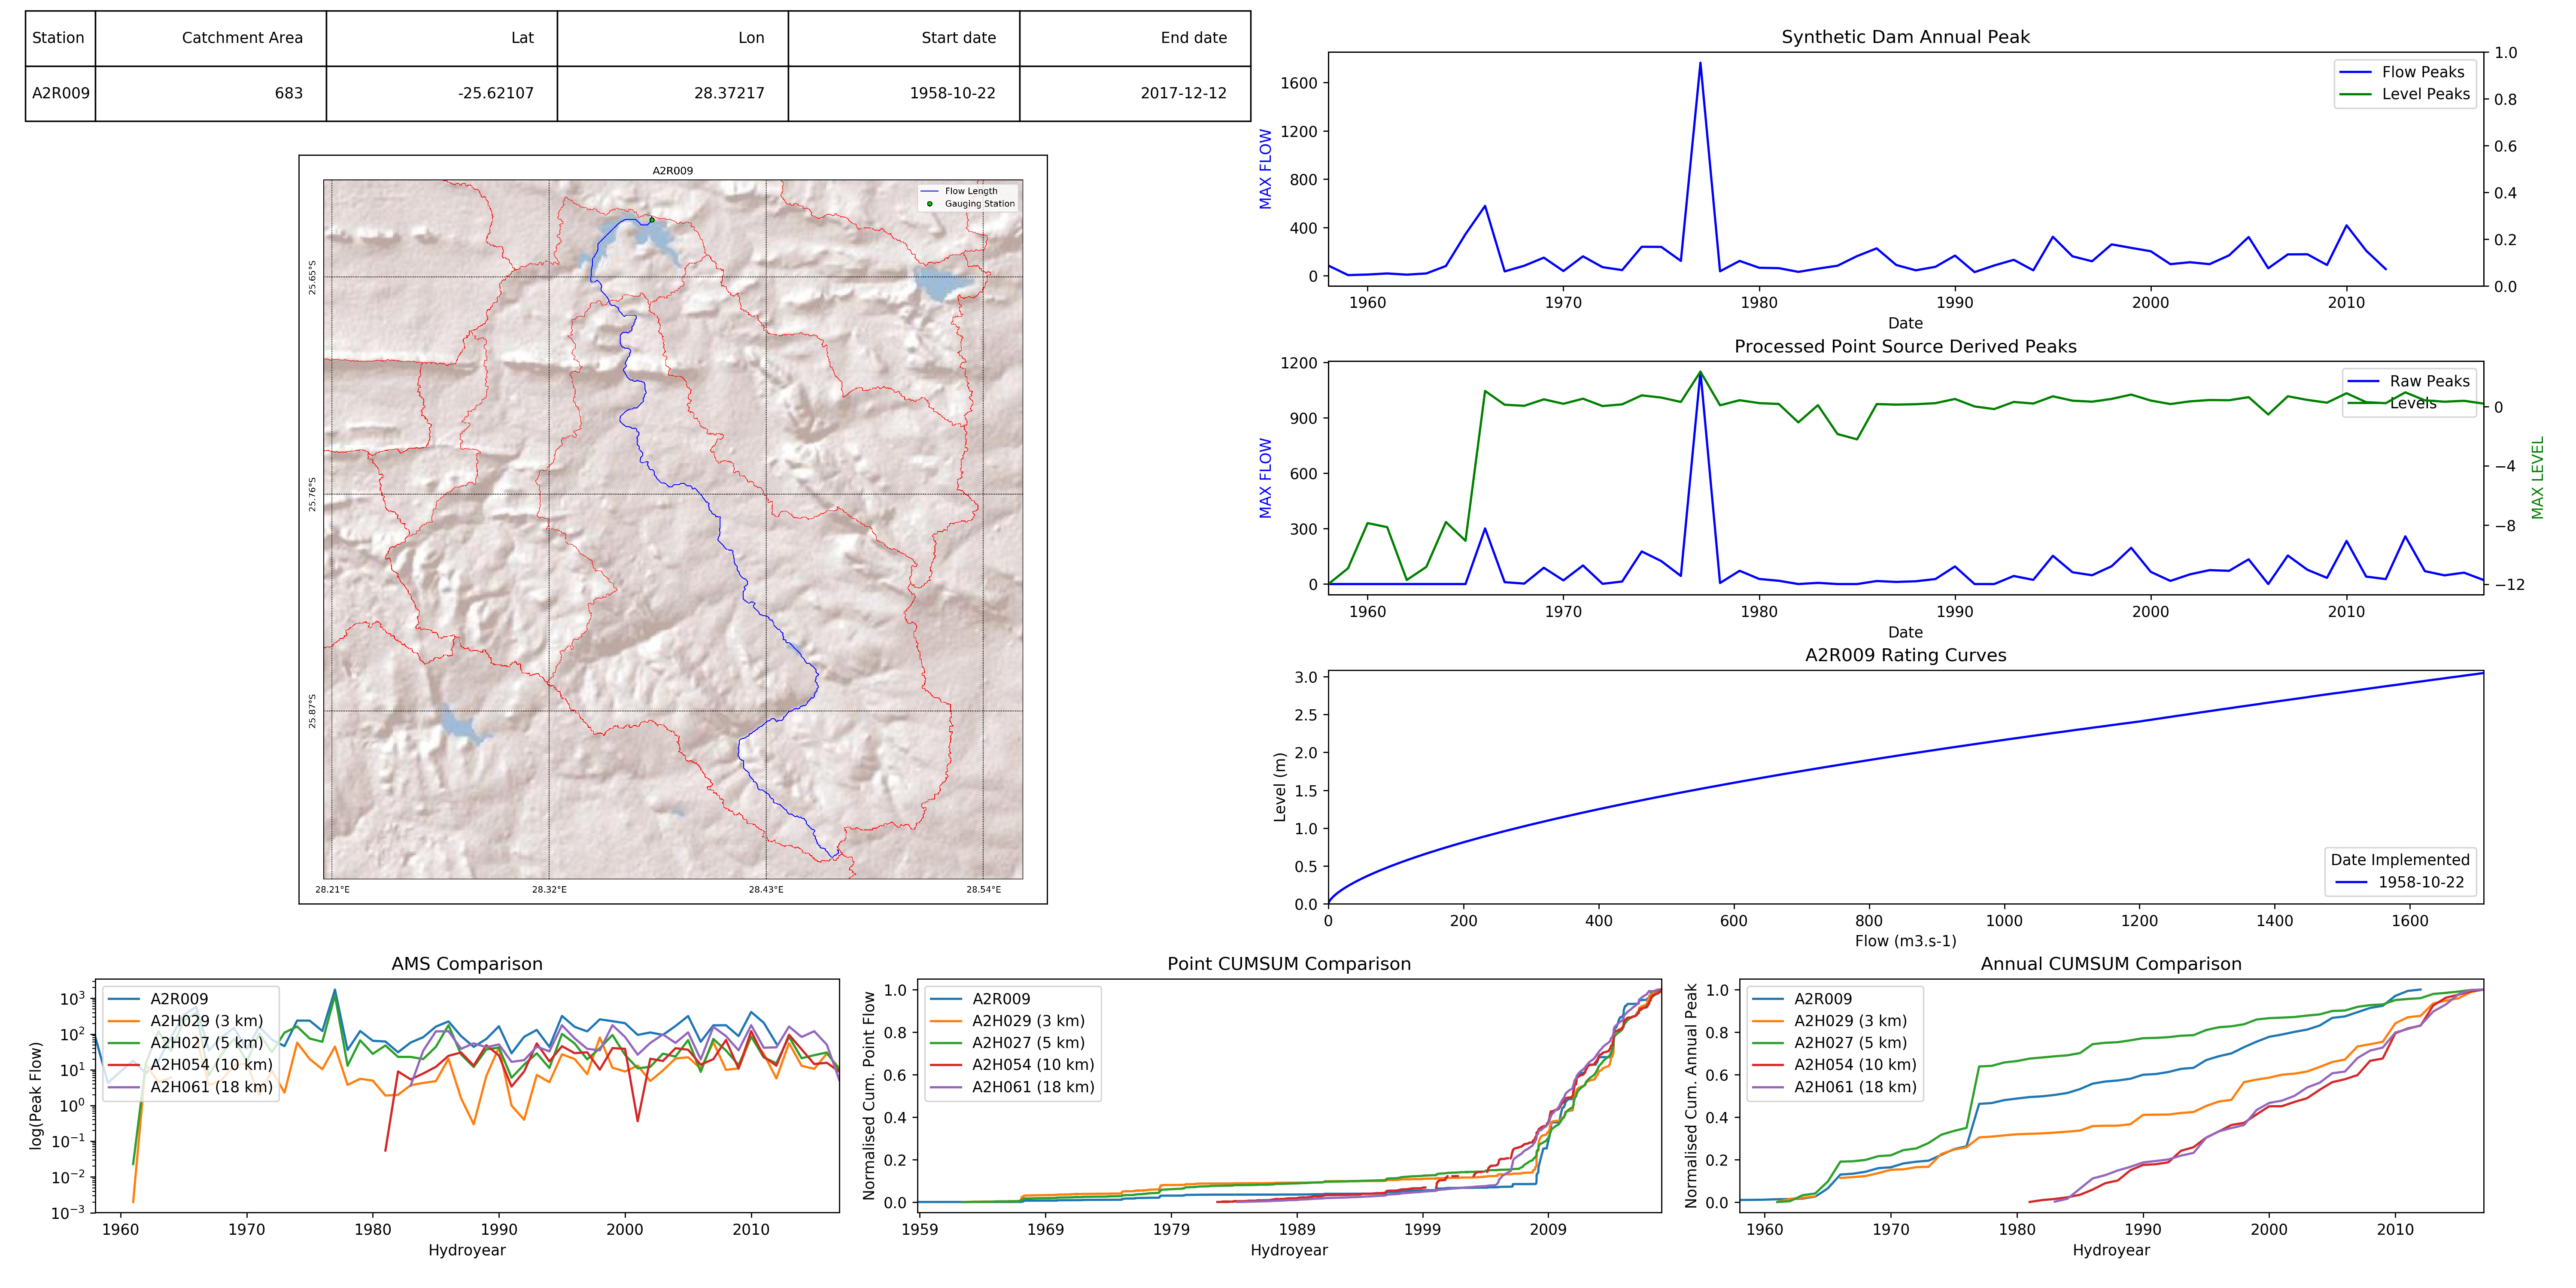 Station Catchment Area Lat Lon Start date End date
A2R009 683 -25.62107 28.37217 1958-10-22 2017-12-12
A2R009
Flow Length
Gauging Station
25.65°S
25.76°S
25.87°S
28.21°E 28.32°E 28.43°E 28.54°E
Synthetic Dam Annual Peak
MAX FLOW
1600
1200
800
400
0
1.0
0.8
0.6
0.4
0.2
0.0
Flow Peaks
Level Peaks
1960 1970 1980 1990 2000 2010
Date
Processed Point Source Derived Peaks
MAX FLOW
1200
900
600
300
0
0
−4
−8
−12
MAX LEVEL
Raw Peaks
Levels
1960 1970 1980 1990 2000 2010
Date
A2R009 Rating Curves
Level (m)
3.0
2.5
2.0
1.5
1.0
0.5
0.0
Date Implemented
1958-10-22
0 200 400 600 800 1000 1200 1400 1600
Flow (m3.s-1)
AMS Comparison
log(Peak Flow)
10³
10²
10¹
10⁰
10⁻¹
10⁻²
10⁻³
A2R009
A2H029 (3 km)
A2H027 (5 km)
A2H054 (10 km)
A2H061 (18 km)
1960 1970 1980 1990 2000 2010
Hydroyear
Point CUMSUM Comparison
Normalised Cum. Point Flow
1.0
0.8
0.6
0.4
0.2
0.0
A2R009
A2H029 (3 km)
A2H027 (5 km)
A2H054 (10 km)
A2H061 (18 km)
1959 1969 1979 1989 1999 2009
Hydroyear
Annual CUMSUM Comparison
Normalised Cum. Annual Peak
1.0
0.8
0.6
0.4
0.2
0.0
A2R009
A2H029 (3 km)
A2H027 (5 km)
A2H054 (10 km)
A2H061 (18 km)
1960 1970 1980 1990 2000 2010
Hydroyear